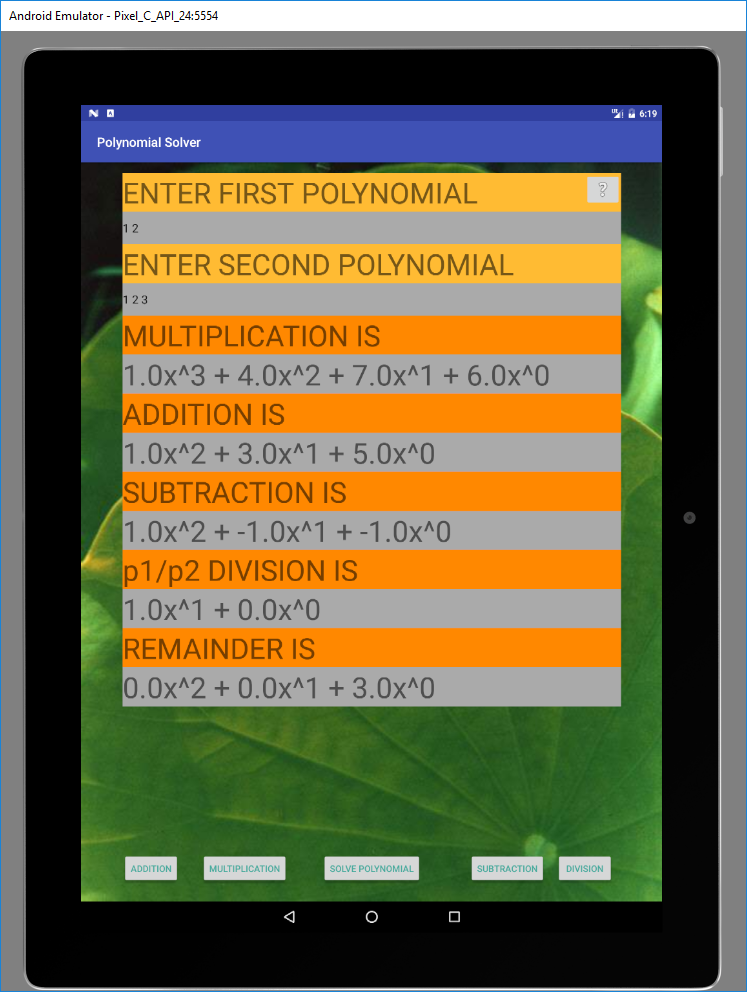 Android Emulator - Pixel_C_API_24:5554
6:19
Polynomial Solver
ENTER FIRST POLYNOMIAL
?
1 2
ENTER SECOND POLYNOMIAL
1 2 3
MULTIPLICATION IS
1.0x^3 + 4.0x^2 + 7.0x^1 + 6.0x^0
ADDITION IS
1.0x^2 + 3.0x^1 + 5.0x^0
SUBTRACTION IS
1.0x^2 + -1.0x^1 + -1.0x^0
p1/p2 DIVISION IS
1.0x^1 + 0.0x^0
REMAINDER IS
0.0x^2 + 0.0x^1 + 3.0x^0
ADDITION MULTIPLICATION SOLVE POLYNOMIAL SUBTRACTION DIVISION